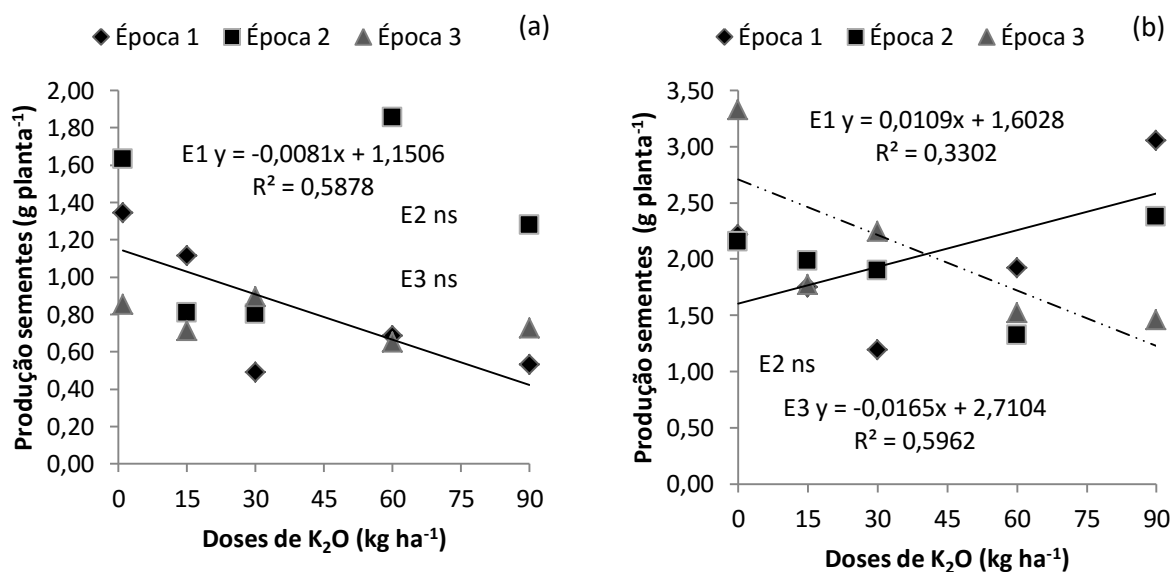 (a)
Época 1 Época 2 Época 3
2,00
1,80
1,60
1,40
1,20
1,00
0,80
0,60
0,40
0,20
0,00
Produção sementes (g planta⁻¹)
E1 y = -0,0081x + 1,1506
R² = 0,5878
E2 ns
E3 ns
0 15 30 45 60 75 90
Doses de K₂O (kg ha⁻¹)
(b)
Época 1 Época 2 Época 3
3,50
3,00
2,50
2,00
1,50
1,00
0,50
0,00
Produção sementes (g planta⁻¹)
E1 y = 0,0109x + 1,6028
R² = 0,3302
E2 ns
E3 y = -0,0165x + 2,7104
R² = 0,5962
0 15 30 45 60 75 90
Doses de K₂O (kg ha⁻¹)